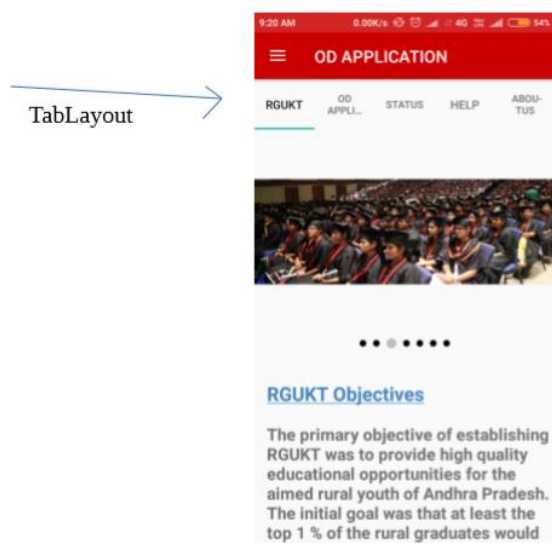 9:20 AM 0.00K/s 4G 54%
OD APPLICATION
TabLayout
RGUKT OD APPLI... STATUS HELP ABOU-TUS
RGUKT Objectives
The primary objective of establishing
RGUKT was to provide high quality
educational opportunities for the
aimed rural youth of Andhra Pradesh.
The initial goal was that at least the
top 1 % of the rural graduates would